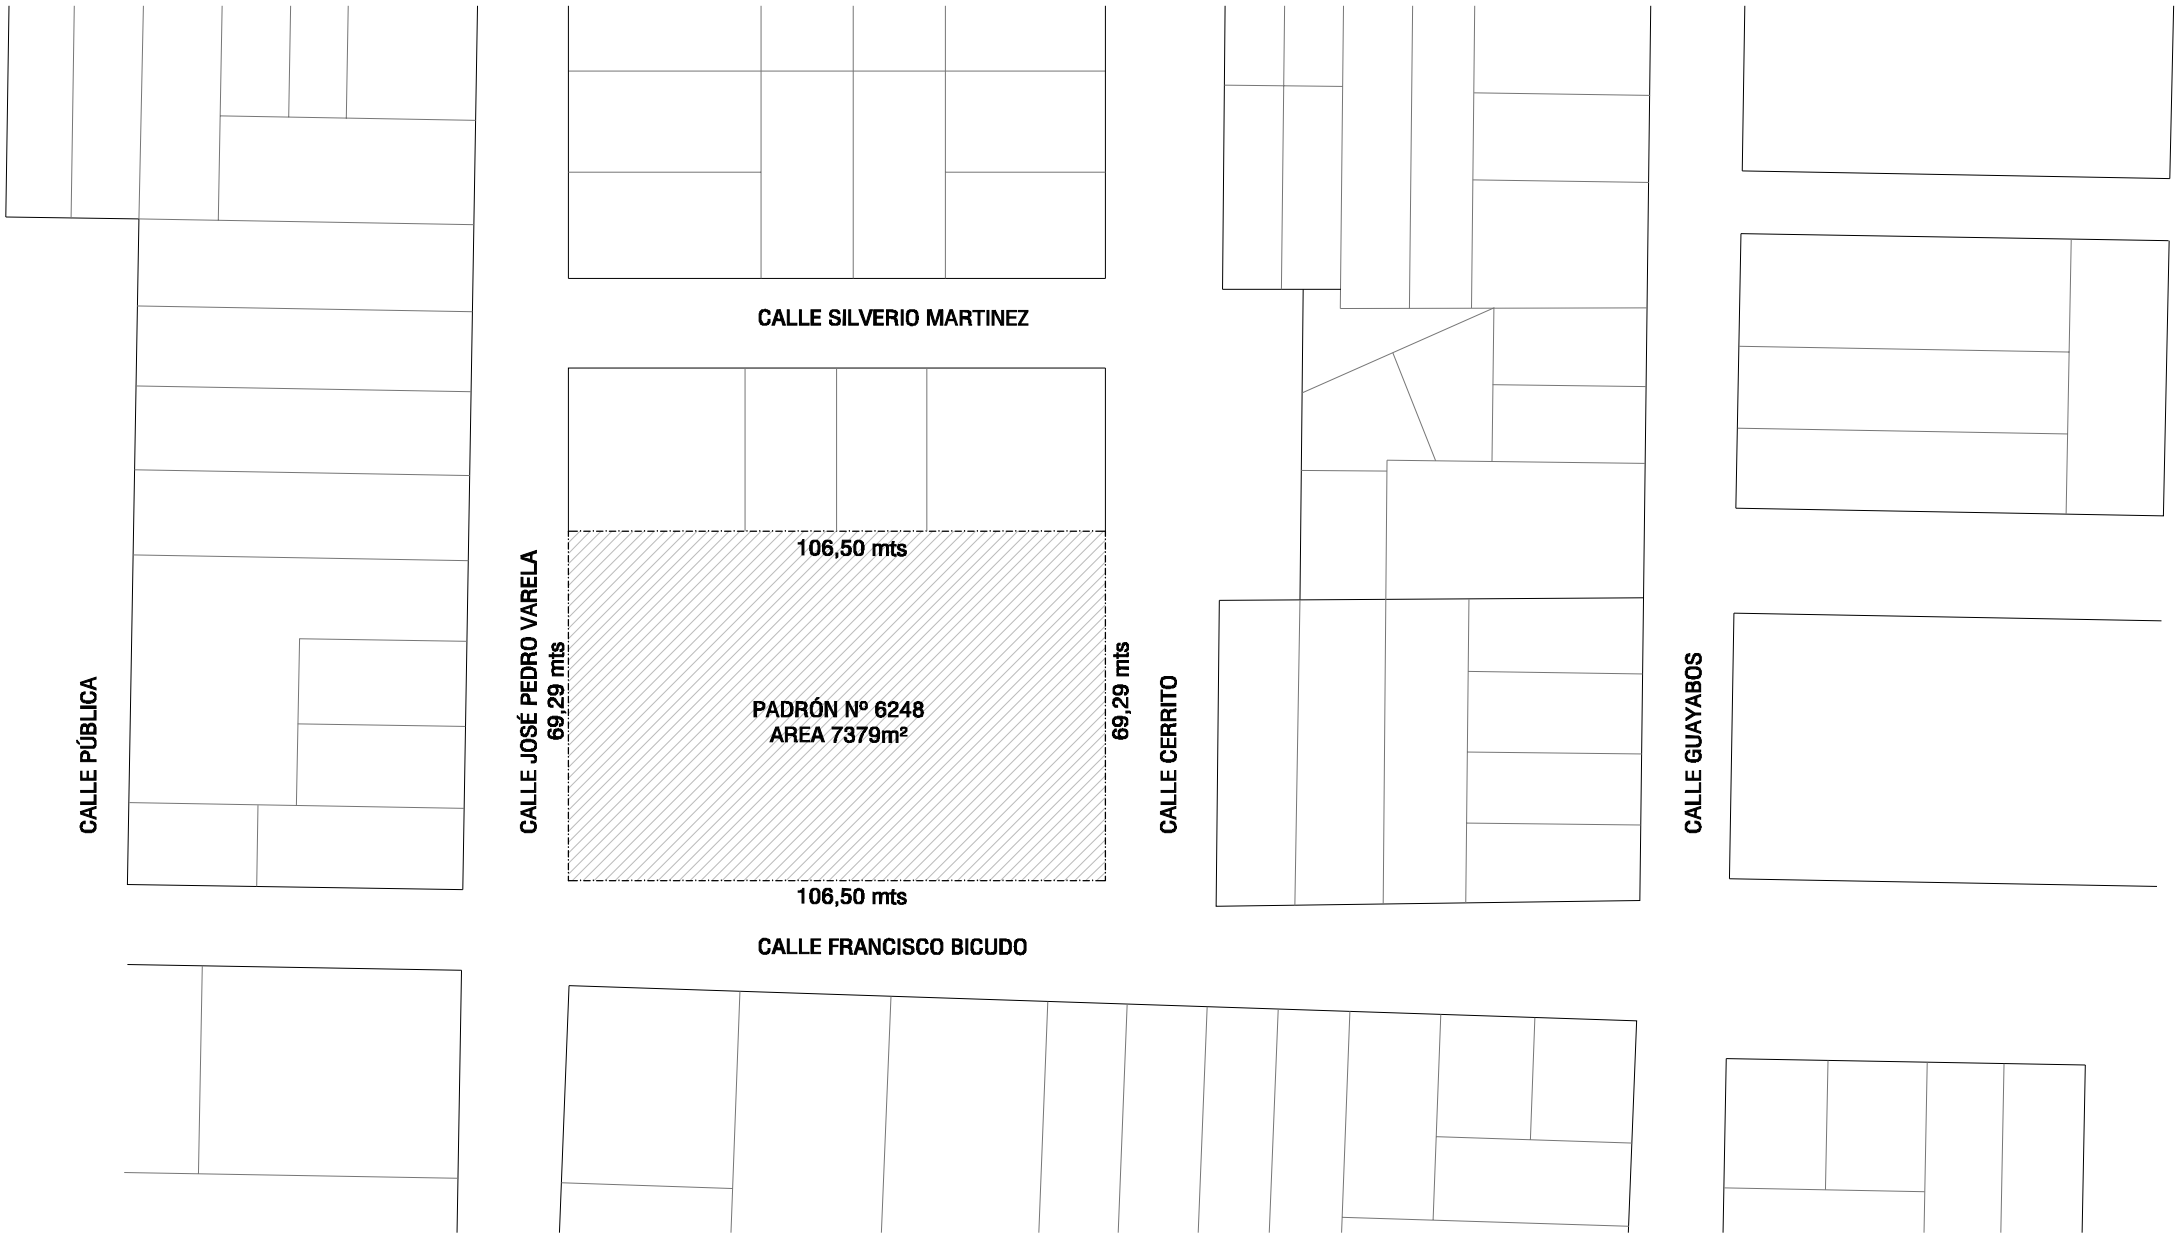 CALLE SILVERIO MARTINEZ
106,50 mts
CALLE PÚBLICA
CALLE JOSÉ PEDRO VARELA
69,29 mts
PADRÓN Nº 6248
AREA 7379m²
69,29 mts
CALLE CERRITO
CALLE GUAYABOS
106,50 mts
CALLE FRANCISCO BICUDO